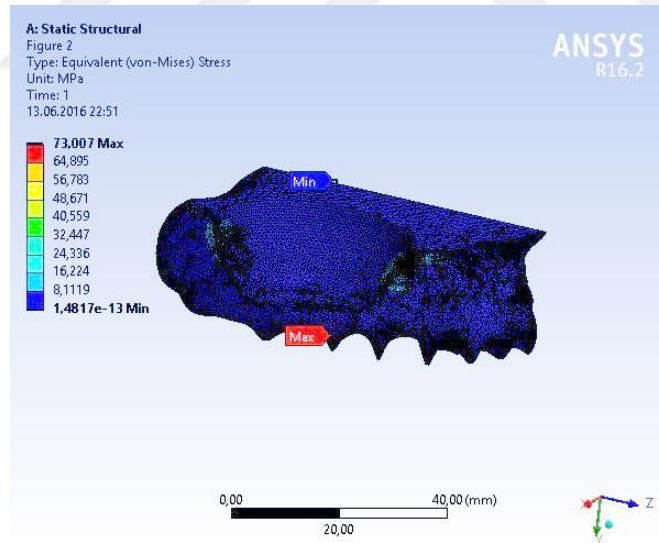 A: Static Structural
Figure 2
Type: Equivalent (von-Mises) Stress
Unit: MPa
Time: 1
13.06.2016 22:51
ANSYS
R16.2
73,007 Max
64,895
56,783
48,671
40,559
32,447
24,336
16,224
8,1119
1,4817e-13 Min
Min
Max
0,00
40,00 (mm)
20,00
X
Z
Y